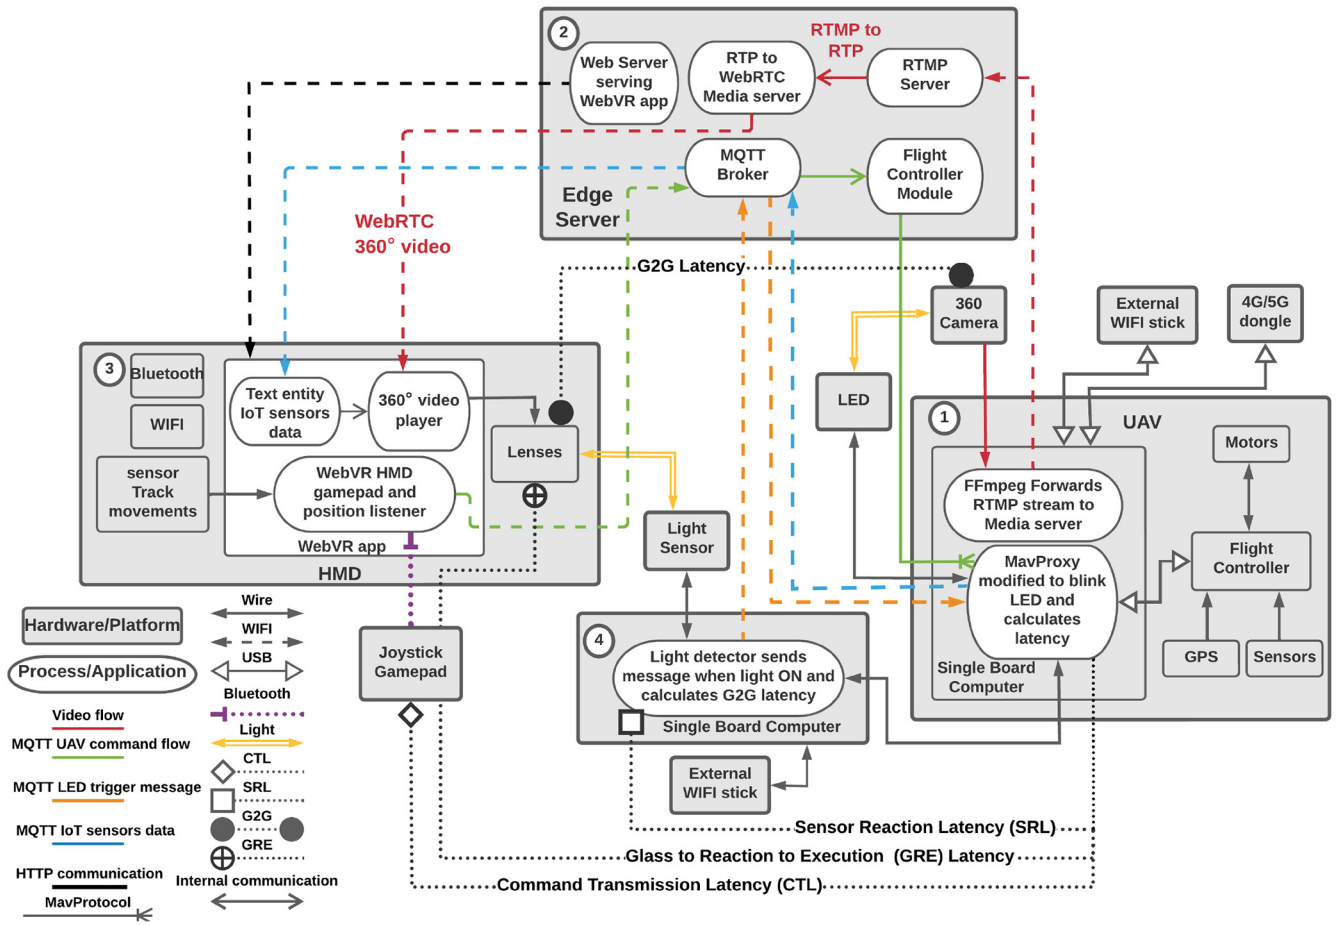 2
RTMP to
RTP
Web Server
serving
WebVR app
RTP to
WebRTC
Media server
RTMP
Server
MQTT
Broker
Flight
Controller
Module
Edge
Server
WebRTC
360° video
G2G Latency
360
Camera
External
WIFI stick
4G/5G
dongle
LED
3
Bluetooth
WIFI
sensor
Track
movements
Text entity
IoT sensors
data
360° video
player
Lenses
WebVR HMD
gamepad and
position listener
WebVR app
HMD
Light
Sensor
1
UAV
Motors
FFmpeg Forwards
RTMP stream to
Media server
MavProxy
modified to blink
LED and
calculates
latency
Single Board
Computer
Flight
Controller
GPS
Sensors
Joystick
Gamepad
4
Light detector sends
message when light ON and
calculates G2G latency
Single Board Computer
External
WIFI stick
Sensor Reaction Latency (SRL)
Glass to Reaction to Execution (GRE) Latency
Command Transmission Latency (CTL)
Hardware/Platform
Process/Application
Video flow
MQTT UAV command flow
MQTT LED trigger message
MQTT IoT sensors data
HTTP communication
MavProtocol
Wire
WIFI
USB
Bluetooth
Light
CTL
SRL
G2G
GRE
Internal communication